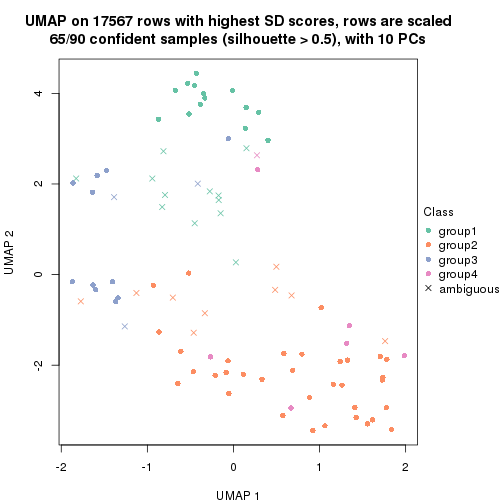 UMAP on 17567 rows with highest SD scores, rows are scaled
65/90 confident samples (silhouette > 0.5), with 10 PCs
4
2
0
-2
UMAP 2
-2
-1
0
1
2
UMAP 1
Class
group1
group2
group3
group4
ambiguous